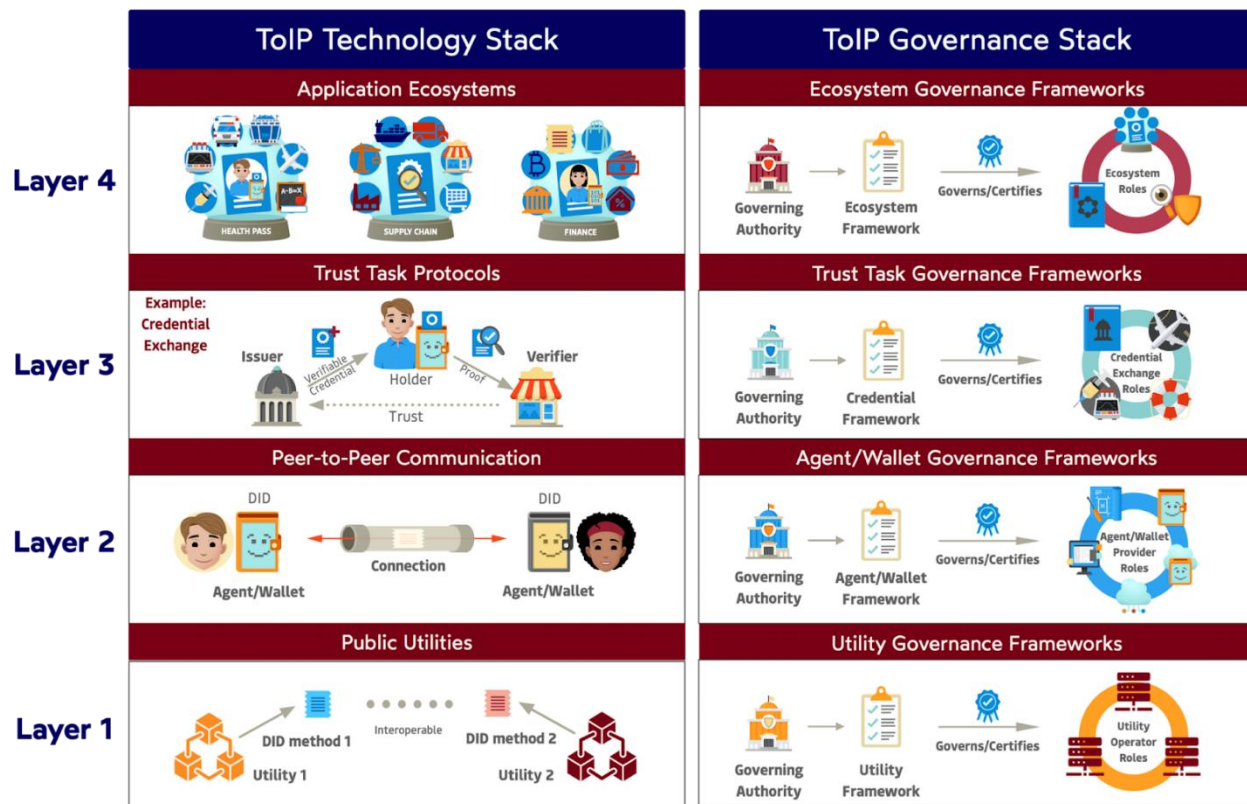 ToIP Technology Stack
ToIP Governance Stack
Application Ecosystems
Ecosystem Governance Frameworks
Layer 4
A-BOX
HEALTH PASS
SUPPLY CHAIN
FINANCE
Governing
Authority
Ecosystem
Framework
Governs/Certifies
Ecosystem
Roles
Trust Task Protocols
Trust Task Governance Frameworks
Layer 3
Example:
Credential
Exchange
Issuer
Verifiable
Credential
Holder
Proof
Verifier
Trust
Governing
Authority
Credential
Framework
Governs/Certifies
Credential
Exchange
Roles
Peer-to-Peer Communication
Agent/Wallet Governance Frameworks
Layer 2
DID
DID
Connection
Agent/Wallet
Agent/Wallet
Governing
Authority
Agent/Wallet
Framework
Governs/Certifies
Agent/Wallet
Provider
Roles
Public Utilities
Utility Governance Frameworks
Layer 1
DID method 1
Interoperable
DID method 2
Utility 1
Utility 2
Governing
Authority
Utility
Framework
Governs/Certifies
Utility
Operator
Roles